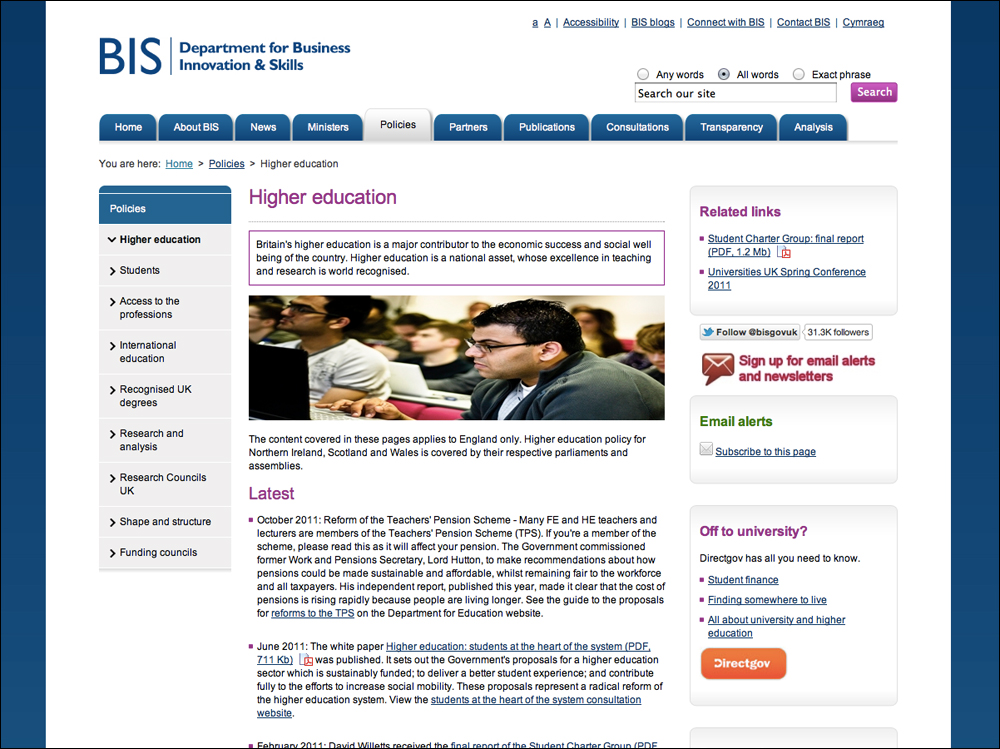 a A | Accessibility | BIS blogs | Connect with BIS | Contact BIS | Cymraeg
BIS Department for Business
Innovation & Skills
Any words All words Exact phrase
Search our site Search
Home About BIS News Ministers Policies Partners Publications Consultations Transparency Analysis
You are here: Home > Policies > Higher education
Policies
Higher education
Students
Access to the
professions
International
education
Recognised UK
degrees
Research and
analysis
Research Councils
UK
Shape and structure
Funding councils
Higher education
Britain's higher education is a major contributor to the economic success and social well
being of the country. Higher education is a national asset, whose excellence in teaching
and research is world recognised.
The content covered in these pages applies to England only. Higher education policy for
Northern Ireland, Scotland and Wales is covered by their respective parliaments and
assemblies.
Latest
October 2011: Reform of the Teachers' Pension Scheme - Many FE and HE teachers and
lecturers are members of the Teachers' Pension Scheme (TPS). If you're a member of the
scheme, please read this as it will affect your pension. The Government commissioned
former Work and Pensions Secretary, Lord Hutton, to make recommendations about how
pensions could be made sustainable and affordable, whilst remaining fair to the workforce
and all taxpayers. His independent report, published this year, made it clear that the cost of
pensions is rising rapidly because people are living longer. See the guide to the proposals
for reforms to the TPS on the Department for Education website.
June 2011: The white paper Higher education: students at the heart of the system (PDF,
711 Kb) was published. It sets out the Government's proposals for a higher education
sector which is sustainably funded; to deliver a better student experience; and contribute
fully to the efforts to increase social mobility. These proposals represent a radical reform of
the higher education system. View the students at the heart of the system consultation
website.
February 2011: David Willetts received the final report of the Student Charter Group (PDF,
Related links
Student Charter Group: final report
(PDF, 1.2 Mb)
Universities UK Spring Conference
2011
Follow @bisgovuk 31.3K followers
Sign up for email alerts
and newsletters
Email alerts
Subscribe to this page
Off to university?
Directgov has all you need to know.
Student finance
Finding somewhere to live
All about university and higher
education
Directgov